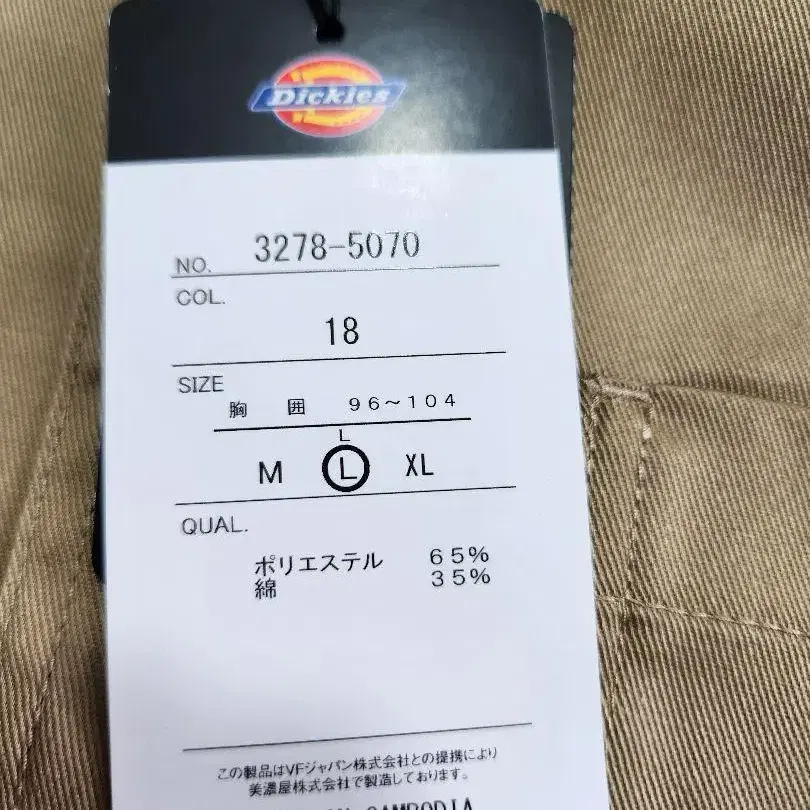 Dickies
NO. 3278-5070
COL.
18
SIZE
胸 囲 96～104
L
M L XL
QUAL.
ポリエステル 65%
綿 35%
この製品はVFジャパン株式会社との提携により
美濃屋株式会社で製造しております。
CAMBODIA